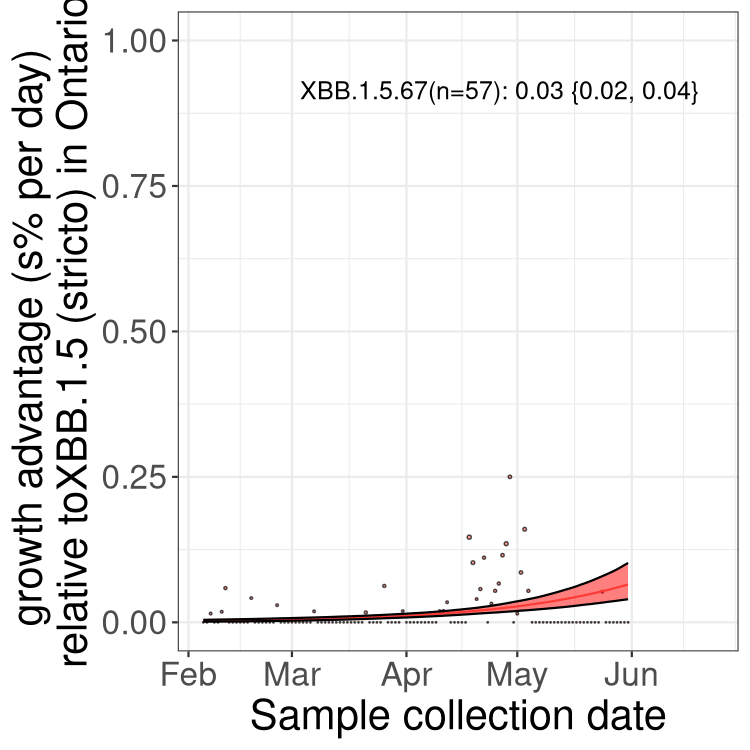 growth advantage (s% per day)
relative toXBB.1.5 (stricto) in Ontario
1.00
0.75
0.50
0.25
0.00
XBB.1.5.67(n=57): 0.03 {0.02, 0.04}
Feb Mar Apr May Jun
Sample collection date